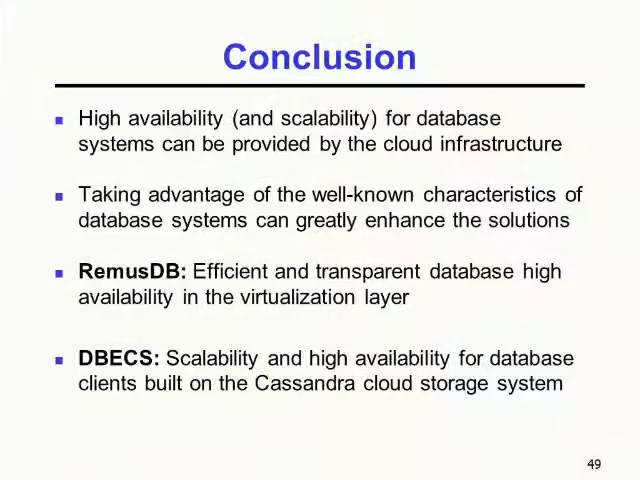 Conclusion
High availability (and scalability) for database
systems can be provided by the cloud infrastructure
Taking advantage of the well-known characteristics of
database systems can greatly enhance the solutions
RemusDB: Efficient and transparent database high
availability in the virtualization layer
DBECS: Scalability and high availability for database
clients built on the Cassandra cloud storage system
49